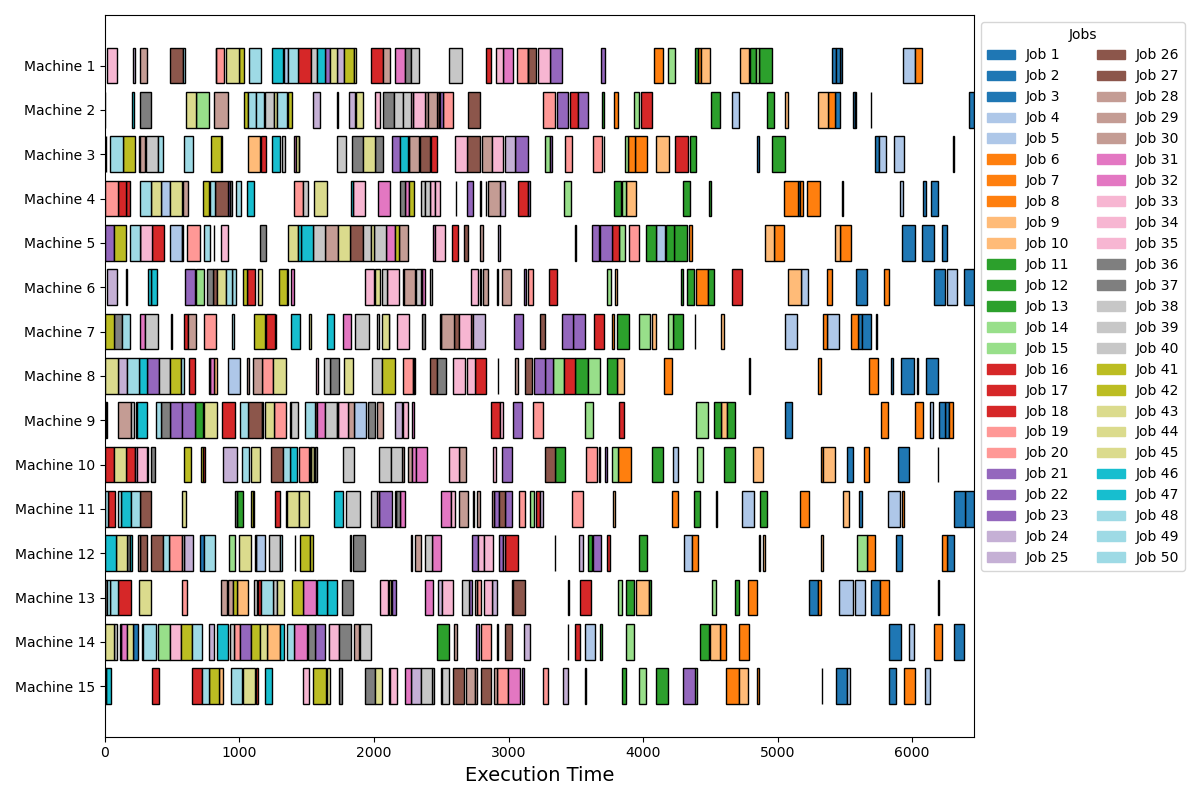 Machine 1
Machine 2
Machine 3
Machine 4
Machine 5
Machine 6
Machine 7
Machine 8
Machine 9
Machine 10
Machine 11
Machine 12
Machine 13
Machine 14
Machine 15
0 1000 2000 3000 4000 5000 6000
Execution Time
Jobs
Job 1
Job 2
Job 3
Job 4
Job 5
Job 6
Job 7
Job 8
Job 9
Job 10
Job 11
Job 12
Job 13
Job 14
Job 15
Job 16
Job 17
Job 18
Job 19
Job 20
Job 21
Job 22
Job 23
Job 24
Job 25
Job 26
Job 27
Job 28
Job 29
Job 30
Job 31
Job 32
Job 33
Job 34
Job 35
Job 36
Job 37
Job 38
Job 39
Job 40
Job 41
Job 42
Job 43
Job 44
Job 45
Job 46
Job 47
Job 48
Job 49
Job 50